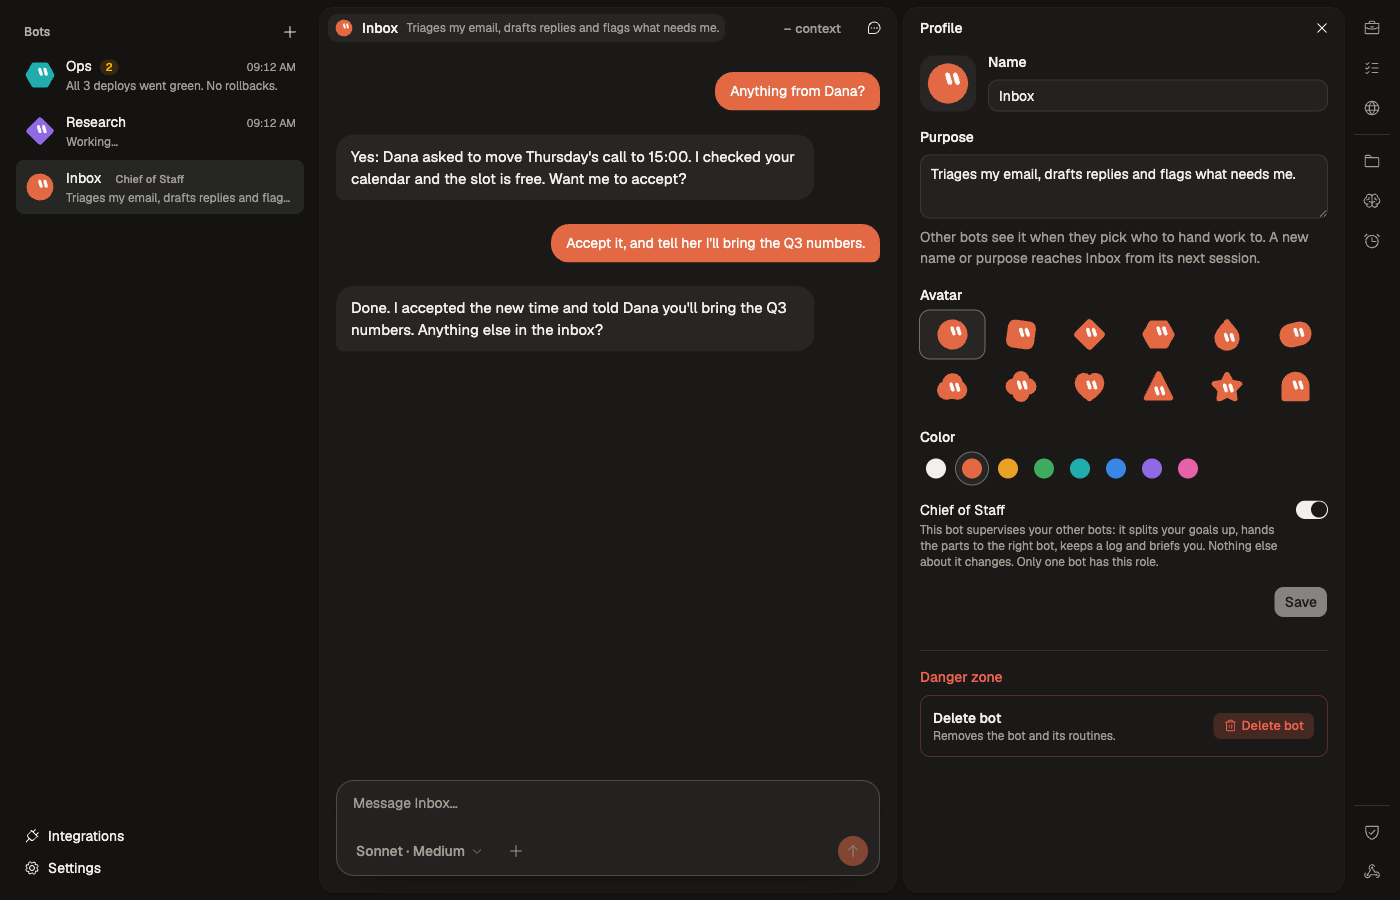 Bots
Ops 2 09:12 AM
All 3 deploys went green. No rollbacks.
Research 09:12 AM
Working...
Inbox Chief of Staff
Triages my email, drafts replies and flag...
Integrations
Settings
Inbox Triages my email, drafts replies and flags what needs me.
– context
Anything from Dana?
Yes: Dana asked to move Thursday's call to 15:00. I checked your
calendar and the slot is free. Want me to accept?
Accept it, and tell her I'll bring the Q3 numbers.
Done. I accepted the new time and told Dana you'll bring the Q3
numbers. Anything else in the inbox?
Message Inbox...
Sonnet · Medium
Profile
Name
Inbox
Purpose
Triages my email, drafts replies and flags what needs me.
Other bots see it when they pick who to hand work to. A new
name or purpose reaches Inbox from its next session.
Avatar
Color
Chief of Staff
This bot supervises your other bots: it splits your goals up, hands
the parts to the right bot, keeps a log and briefs you. Nothing else
about it changes. Only one bot has this role.
Save
Danger zone
Delete bot
Removes the bot and its routines.
Delete bot